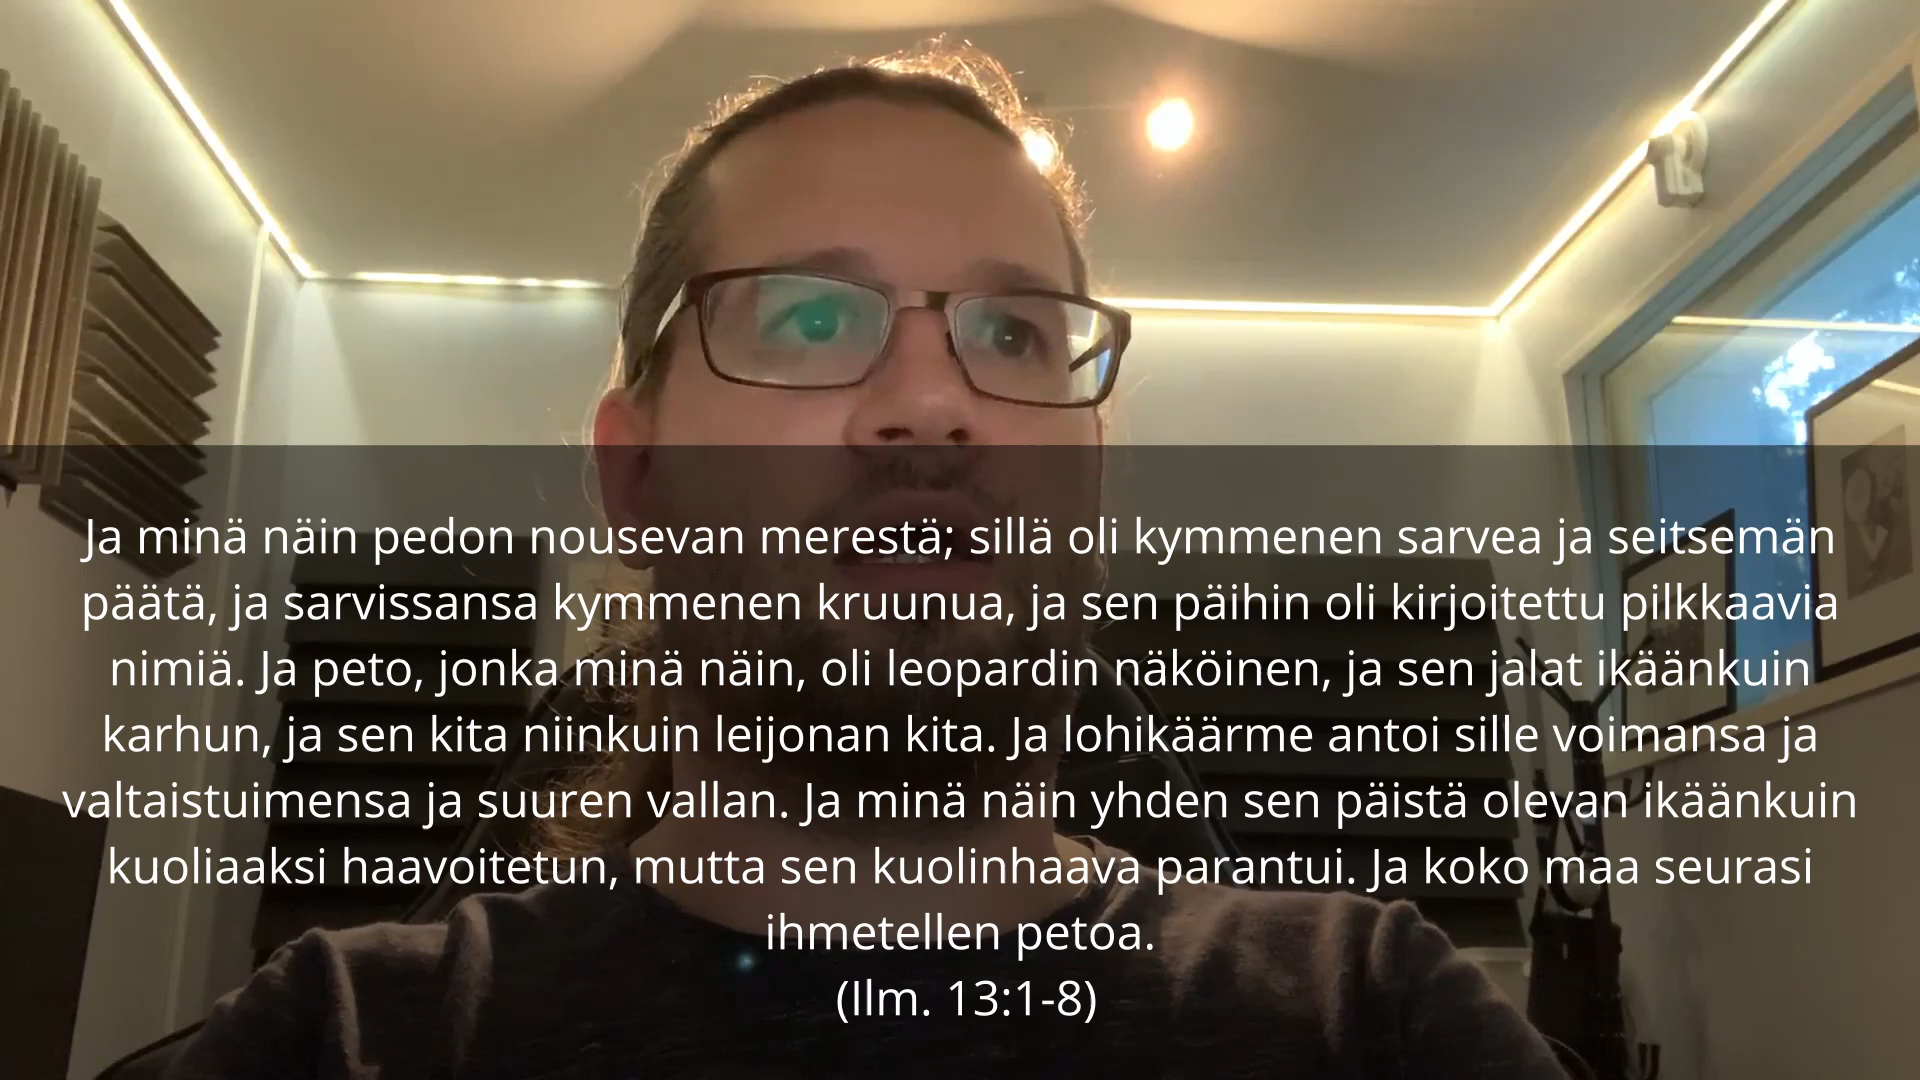 Ja minä näin pedon nousevan merestä; sillä oli kymmenen sarvea ja seitsemän
päätä, ja sarvissansa kymmenen kruunua, ja sen päihin oli kirjoitettu pilkkaavia
nimiä. Ja peto, jonka minä näin, oli leopardin näköinen, ja sen jalat ikäänkuin
karhun, ja sen kita niinkuin leijonan kita. Ja lohikäärme antoi sille voimansa ja
valtaistuimensa ja suuren vallan. Ja minä näin yhden sen päistä olevan ikäänkuin
kuoliaaksi haavoitetun, mutta sen kuolinhaava parantui. Ja koko maa seurasi
ihmetellen petoa.
(Ilm. 13:1-8)